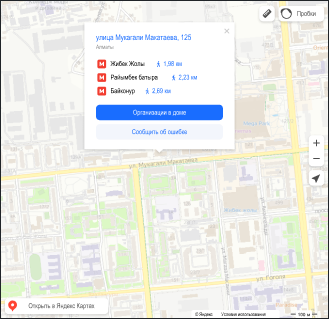 Пробки
улица Мукагали Макатаева, 125
Алматы
М Жибек Жолы 1,98 км
М Райымбек батыра 2,23 км
М Байконур 2,69 км
Организации в доме
Сообщить об ошибке
ул. Мукагали Макатаева
ул. Гоголя
Открыть в Яндекс Картах
© Яндекс Условия использования 100 м